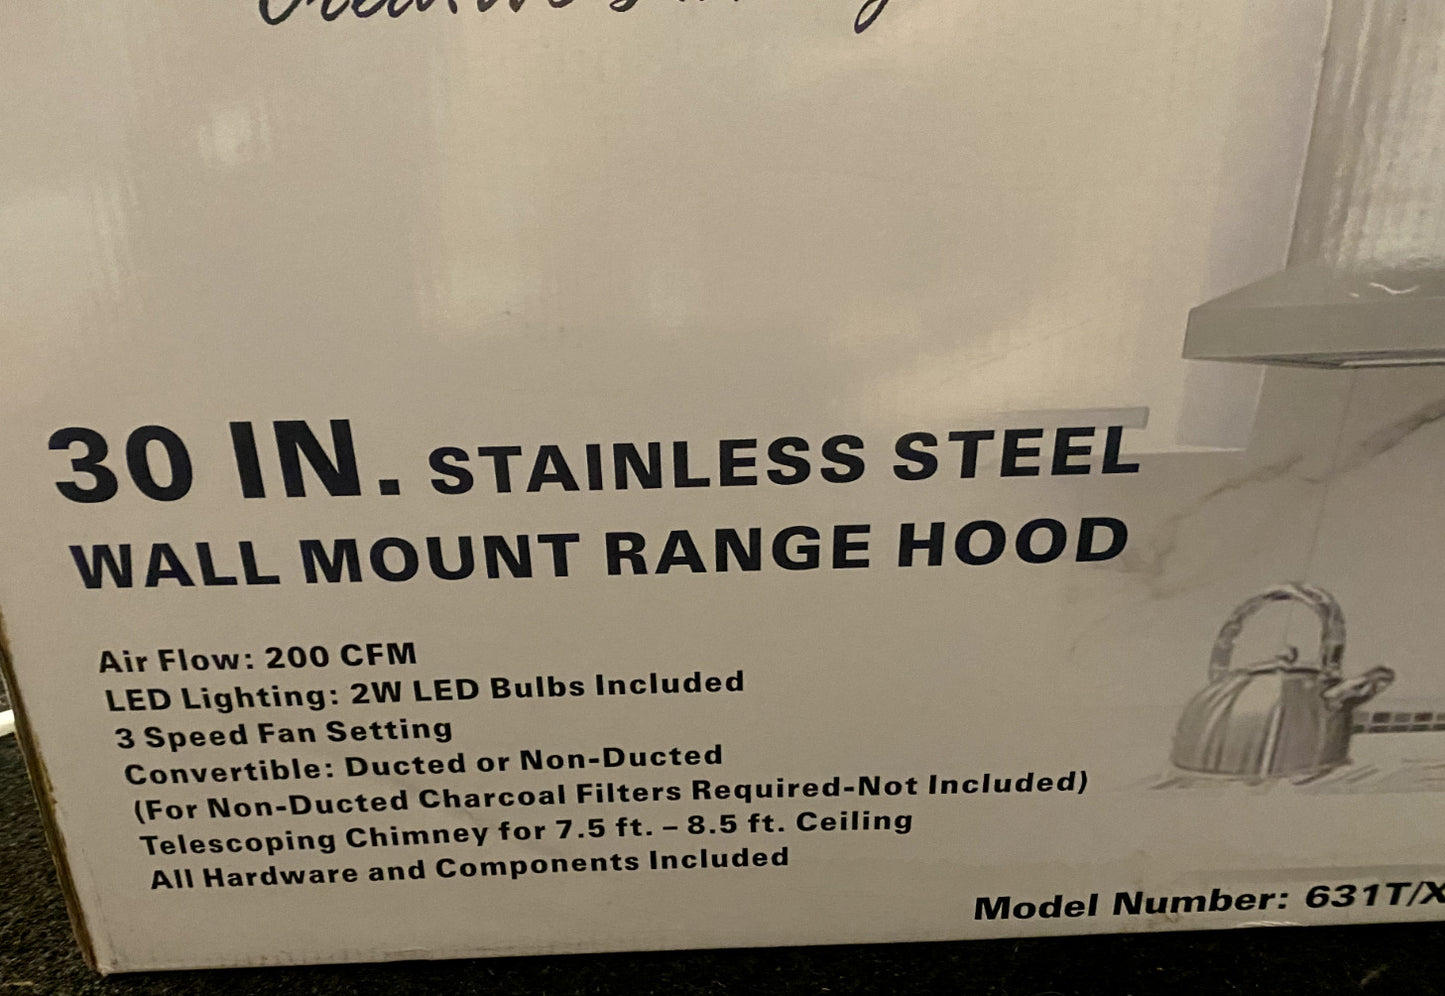 30 IN. STAINLESS STEEL
WALL MOUNT RANGE HOOD
Air Flow: 200 CFM
LED Lighting: 2W LED Bulbs Included
3 Speed Fan Setting
Convertible: Ducted or Non-Ducted
(For Non-Ducted Charcoal Filters Required-Not Included)
Telescoping Chimney for 7.5 ft. – 8.5 ft. Ceiling
All Hardware and Components Included
Model Number: 631T/X